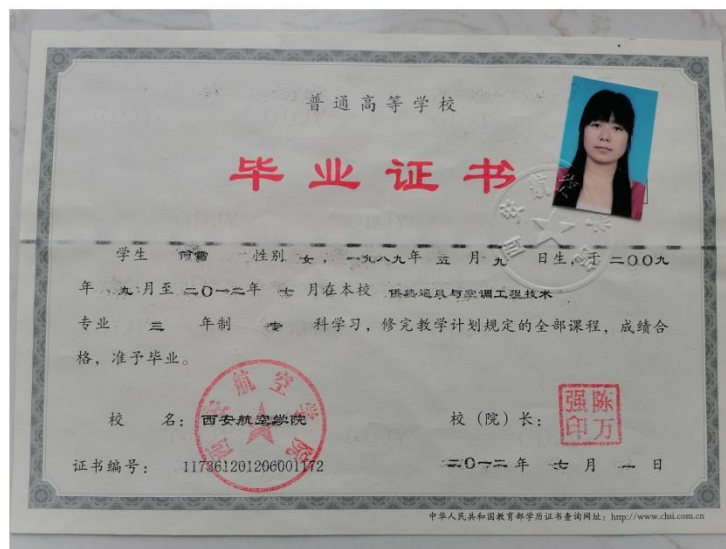 普通高等学校
毕业证书
学生 性别 女，一九八九年 五 月 九 日生，于二〇〇九
年 九 月至二〇一二年 七 月在本校 供热通风与空调工程技术
专业 三 年制 专 科学习，修完教学计划规定的全部课程，成绩合
格，准予毕业。
校 名：西安航空学院 校（院）长：陈万强印
证书编号：117361201206001172 二〇一二年 七 月 一 日
中华人民共和国教育部学历证书查询网址：http://www.chsi.com.cn